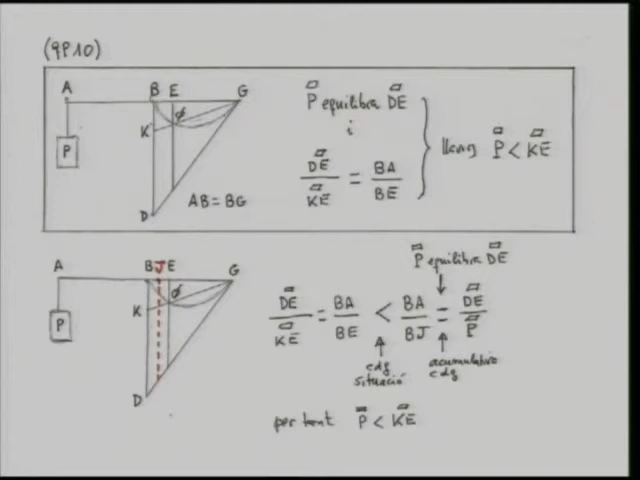 (QP10)
A B E G
P equilibra DE
K Φ
i
P
DE/KE = BA/BE
llavors P < KE
D AB = BG
P equilibra DE
A B J E G
Φ
P K
DE/KE = BA/BE < BA/BJ = DE/P
cdg situació
acumulativa cdg
D
per tant P < KE